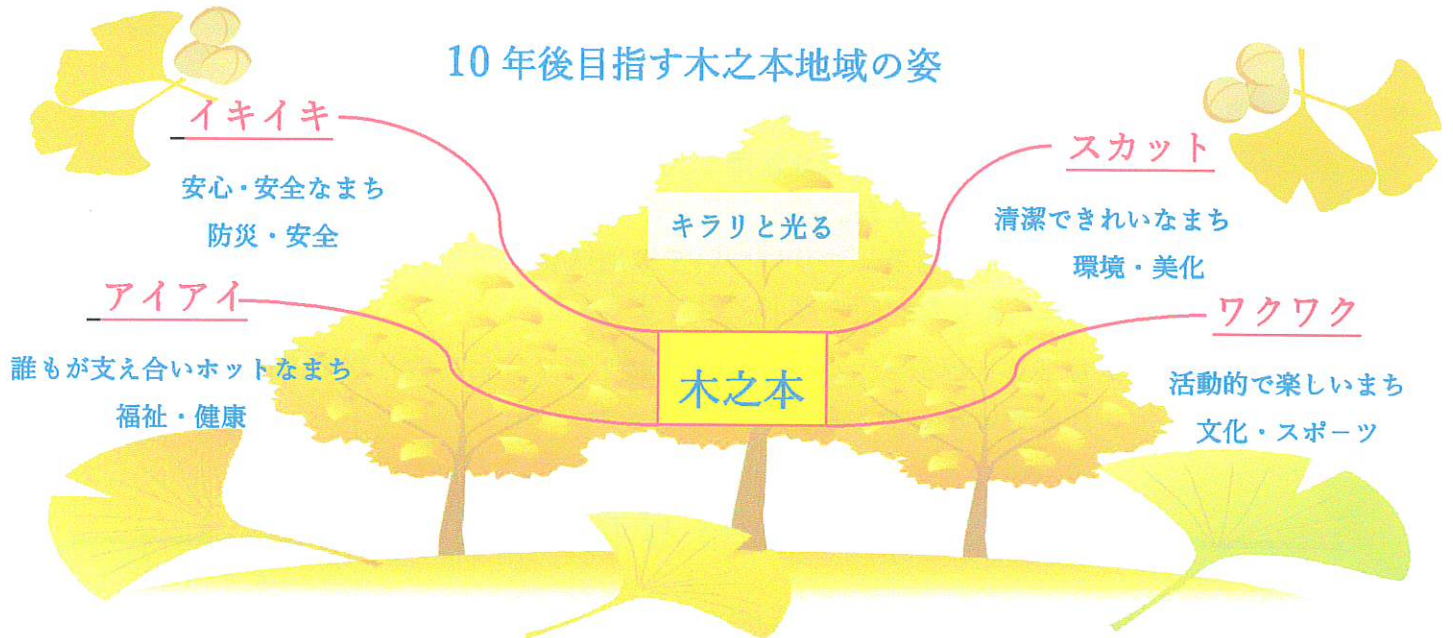 10年後目指す木之本地域の姿
イキイキ
安心・安全なまち
防災・安全
アイアイ
誰もが支え合いホットなまち
福祉・健康
キラリと光る
木之本
スカット
清潔できれいなまち
環境・美化
ワクワク
活動的で楽しいまち
文化・スポーツ